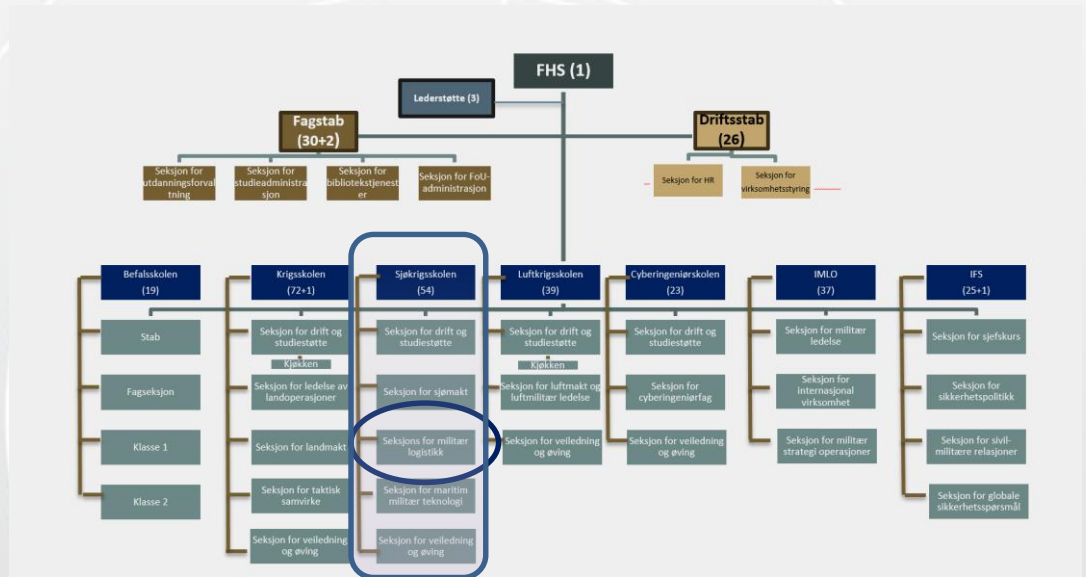 FHS (1)
Lederstøtte (3)
Fagstab
(30+2)
Driftsstab
(26)
Seksjon for
utdanningsforval
tning
Seksjon for
studieadministra
sjon
Seksjon for
bibliotekstjenest
er
Seksjon for FoU-
administrasjon
Seksjon for HR
Seksjon for
virksomhetsstyring
Befalsskolen
(19)
Krigsskolen
(72+1)
Sjøkrigsskolen
(54)
Luftkrigsskolen
(39)
Cyberingeniørskolen
(23)
IMLO
(37)
IFS
(25+1)
Stab
Fagseksjon
Klasse 1
Klasse 2
Seksjon for drift og
studiestøtte
Kjøkken
Seksjon for ledelse av
landoperasjoner
Seksjon for landmakt
Seksjon for taktisk
samvirke
Seksjon for veiledning
og øving
Seksjon for drift og
studiestøtte
Seksjon for sjømakt
Seksjons for militær
logistikk
Seksjon for maritim
militær teknologi
Seksjon for veiledning
og øving
Seksjon for drift og
studiestøtte
Kjøkken
Seksjon for luftmakt og
luftmilitær ledelse
Seksjon for veiledning
og øving
Seksjon for drift og
studiestøtte
Seksjon for
cyberingeniørfag
Seksjon for veiledning
og øving
Seksjon for militær
ledelse
Seksjon for
internasjonal
virksomhet
Seksjon for militær
strategi operasjoner
Seksjon for sjefskurs
Seksjon for
sikkerhetspolitikk
Seksjon for sivil-
militære relasjoner
Seksjon for globale
sikkerhetsspørsmål